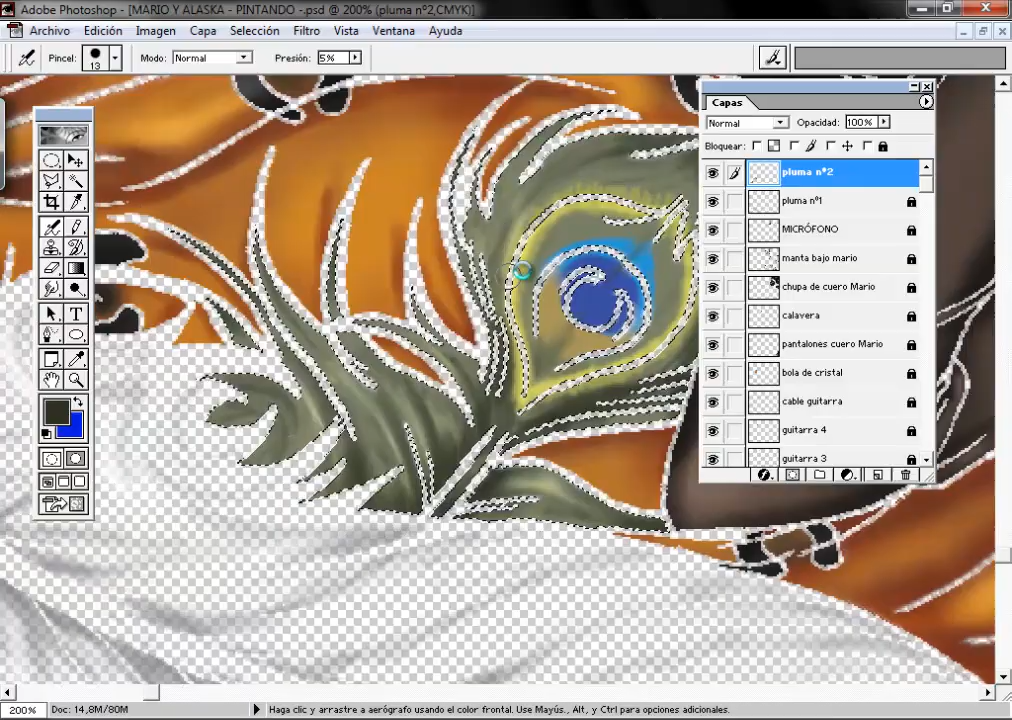 Adobe Photoshop - [MARIO Y ALASKA - PINTANDO -.psd @ 200% (pluma nº2,CMYK)]
Archivo Edición Imagen Capa Selección Filtro Vista Ventana Ayuda
Pincel: 13 Modo: Normal Presión: 5%
Capas
Normal Opacidad: 100%
Bloquear:
pluma nº2
pluma nº1
MICRÓFONO
manta bajo mario
chupa de cuero Mario
calavera
pantalones cuero Mario
bola de cristal
cable guitarra
guitarra 4
guitarra 3
200% Doc: 14,8M/80M Haga clic y arrastre a aerógrafo usando el color frontal. Use Mayús., Alt, y Ctrl para opciones adicionales.